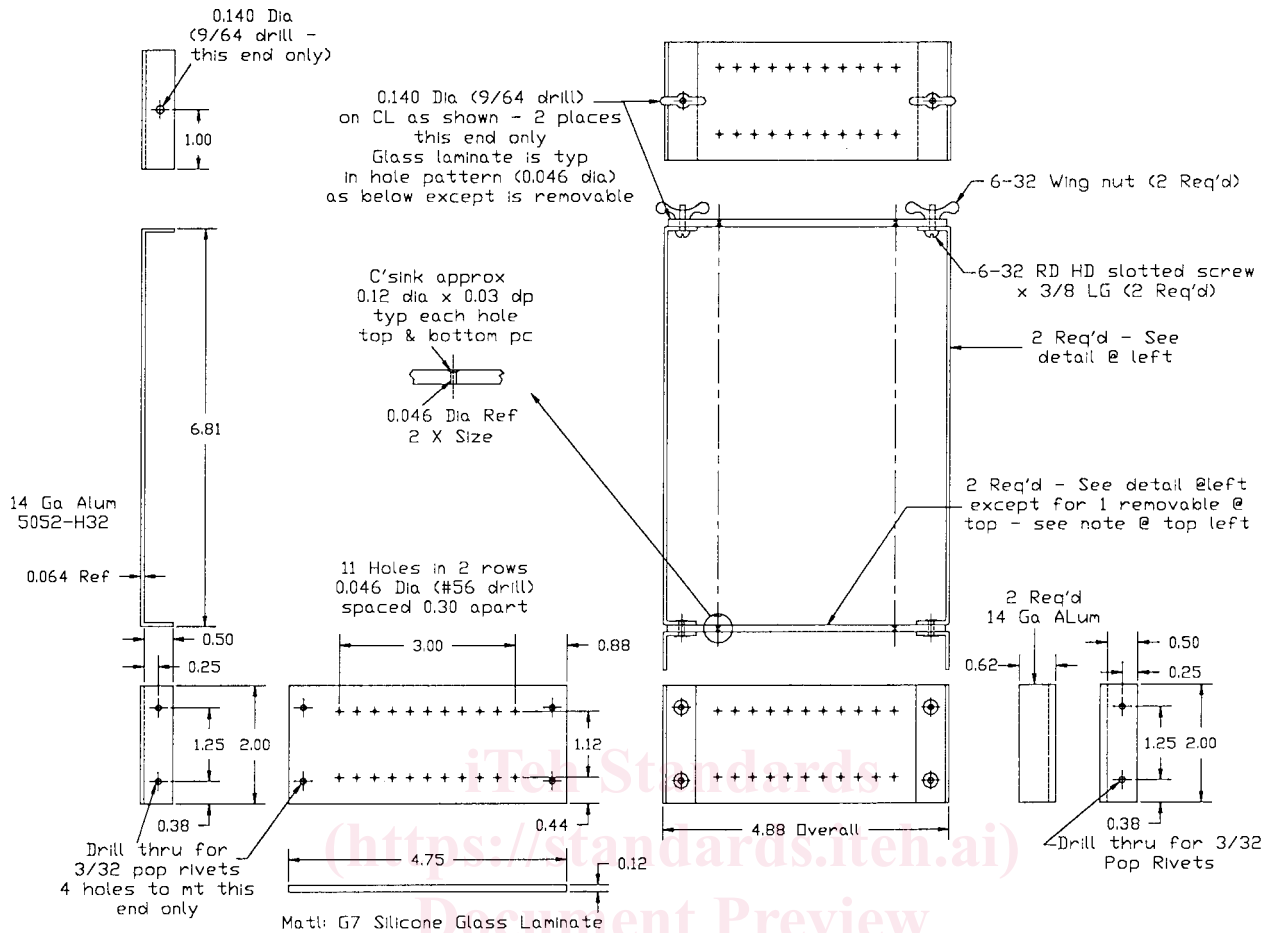 0.140 Dia
(9/64 drill -
this end only)
1.00
0.140 Dia (9/64 drill)
on CL as shown - 2 places
this end only
Glass laminate is typ
in hole pattern (0.046 dia)
as below except is removable
6-32 Wing nut (2 Req'd)
6-32 RD HD slotted screw
x 3/8 LG (2 Req'd)
C'sink approx
0.12 dia x 0.03 dp
typ each hole
top & bottom pc
0.046 Dia Ref
2 X Size
2 Req'd - See
detail @ left
6.81
14 Ga Alum
5052-H32
0.064 Ref
2 Req'd - See detail @left
except for 1 removable @
top - see note @ top left
11 Holes in 2 rows
0.046 Dia (#56 drill)
spaced 0.30 apart
0.50
0.25
3.00
0.88
2 Req'd
14 Ga ALum
0.62
0.50
0.25
1.25
2.00
0.38
1.12
0.44
4.88 Overall
1.25
2.00
0.38
Drill thru for
3/32 pop rivets
4 holes to mt this
end only
4.75
0.12
Matl: G7 Silicone Glass Laminate
Drill thru for 3/32
Pop Rivets
iTeh Standards
(https://standards.iteh.ai)
Document Preview